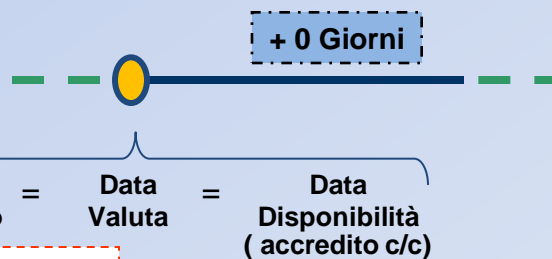 + 0 Giorni
= Data = Data
Valuta Disponibilità
( accredito c/c)